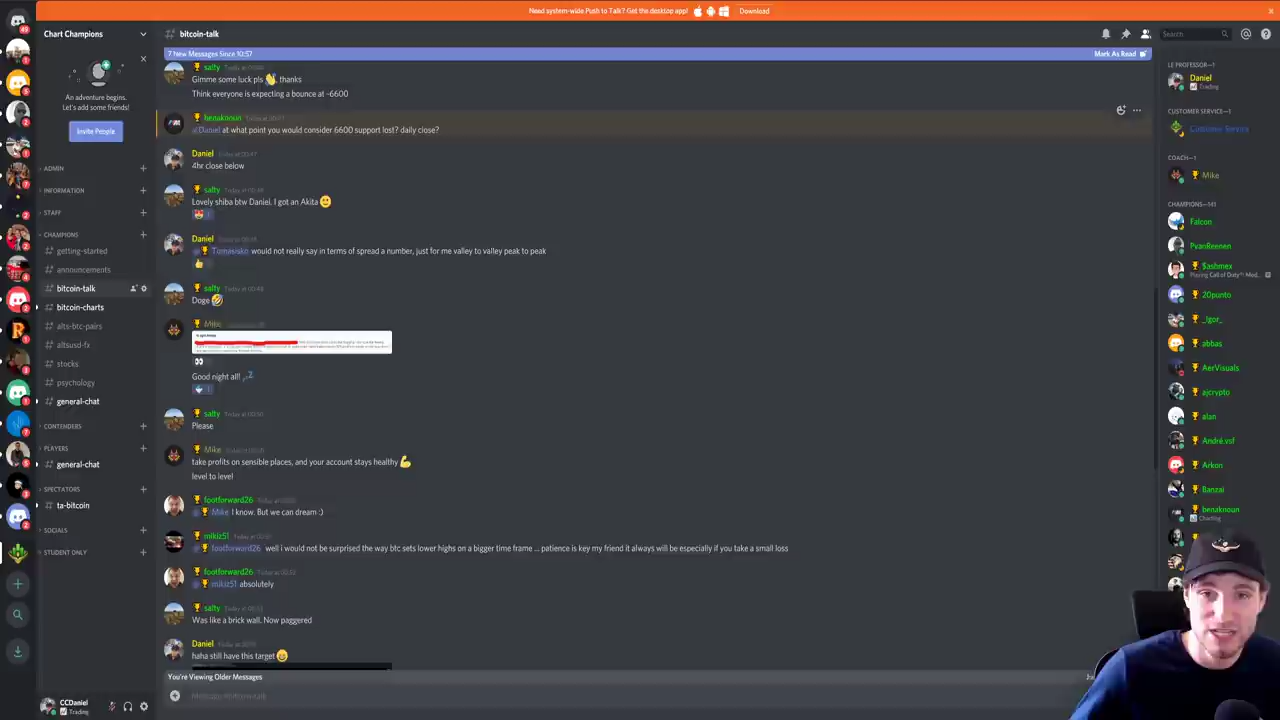 Need system-wide Push to Talk? Get the desktop app!
Download
Chart Champions
An adventure begins.
Let's add some friends!
Invite People
ADMIN
INFORMATION
STAFF
CHAMPIONS
getting-started
announcements
bitcoin-talk
bitcoin-charts
alts-btc-pairs
altsusd-fx
stocks
psychology
general-chat
CONTENDERS
PLAYERS
general-chat
SPECTATORS
ta-bitcoin
SOCIALS
STUDENT ONLY
CCDaniel
Trading
# bitcoin-talk
Search
7 New Messages Since 10:57
Mark As Read
salty
Gimme some luck pls 👋, thanks
Think everyone is expecting a bounce at ~6600
benaknoun
@Daniel at what point you would consider 6600 support lost? daily close?
Daniel
4hr close below
salty
Lovely shiba btw Daniel. I got an Akita 🙂
Daniel
would not really say in terms of spread a number, just for me valley to valley peak to peak
salty
Doge 🤣
Mike
Good night all! 💤
salty
Please
Mike
take profits on sensible places, and your account stays healthy 💪
level to level
footforward26
@🏆 Mike I know. But we can dream :)
mikiz51
@🏆 footforward26 well i would not be surprised the way btc sets lower highs on a bigger time frame ... patience is key my friend it always will be especially if you take a small loss
footforward26
@🏆 mikiz51 absolutely
salty
Was like a brick wall. Now paggered
Daniel
haha still have this target 😄
You're Viewing Older Messages
LE PROFESSOR—1
Daniel
Trading
CUSTOMER SERVICE—1
Customer Service
COACH—1
Mike
CHAMPIONS—141
Falcon
PvanReenen
$ashmex
Playing Call of Duty®: Mod...
20punto
_Igor_
abbas
AerVisuals
ajcrypto
alan
André.vsf
Arkon
Banzai
benaknoun
Charting